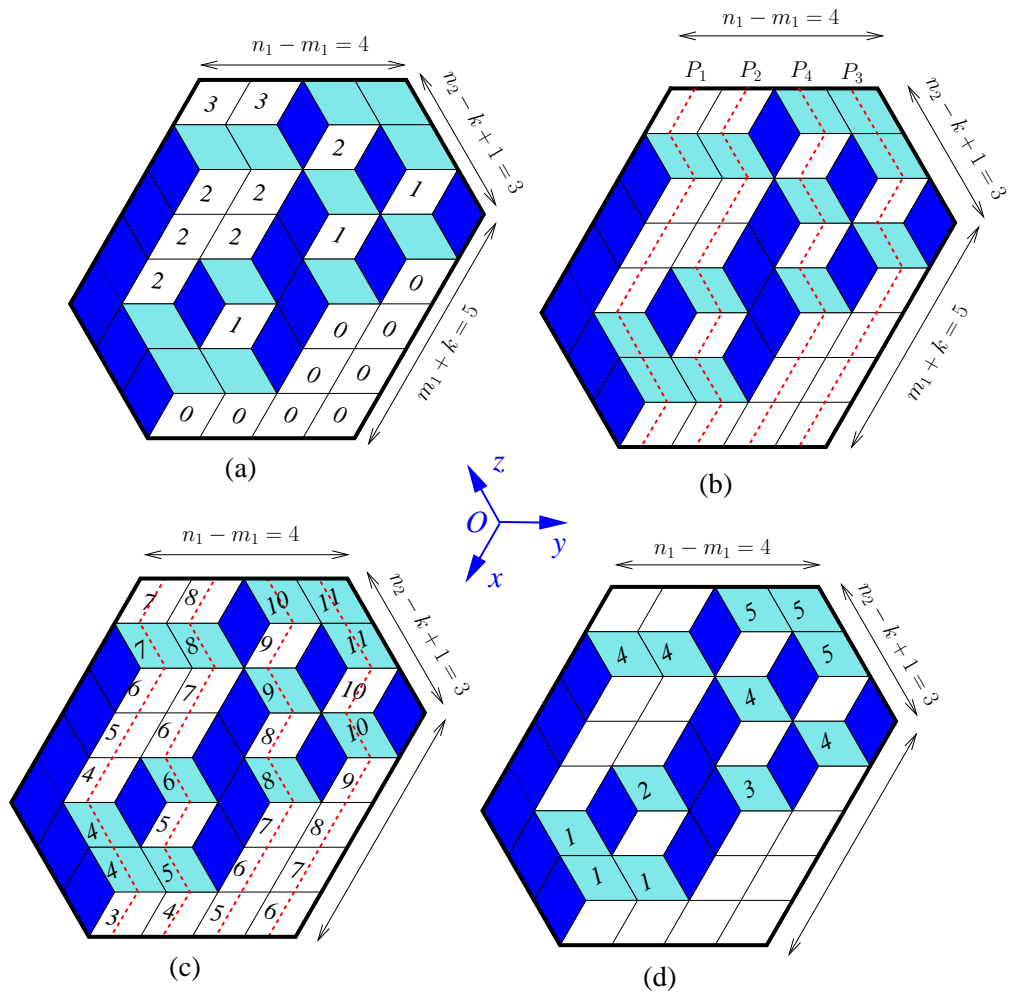 n₁ − m₁ = 4
n₂ − k + 1 = 3
3 3
2
2 2 1
2 2 1
2 0
1 0 0
0 0
0 0 0 0
m₁ + k = 5
(a)
n₁ − m₁ = 4
P₁ P₂ P₄ P₃
n₂ − k + 1 = 3
m₁ + k = 5
(b)
z
O
y
x
n₁ − m₁ = 4
n₂ − k + 1 = 3
7 8 10 11
7 8 9 11
6 7 9 10
5 6 8 10
4 6 8 9
4 5 7 8
4 5 6 7
3 4 5 6
(c)
n₁ − m₁ = 4
n₂ − k + 1 = 3
5 5
4 4 5
4
4
2 3
1
1 1
(d)